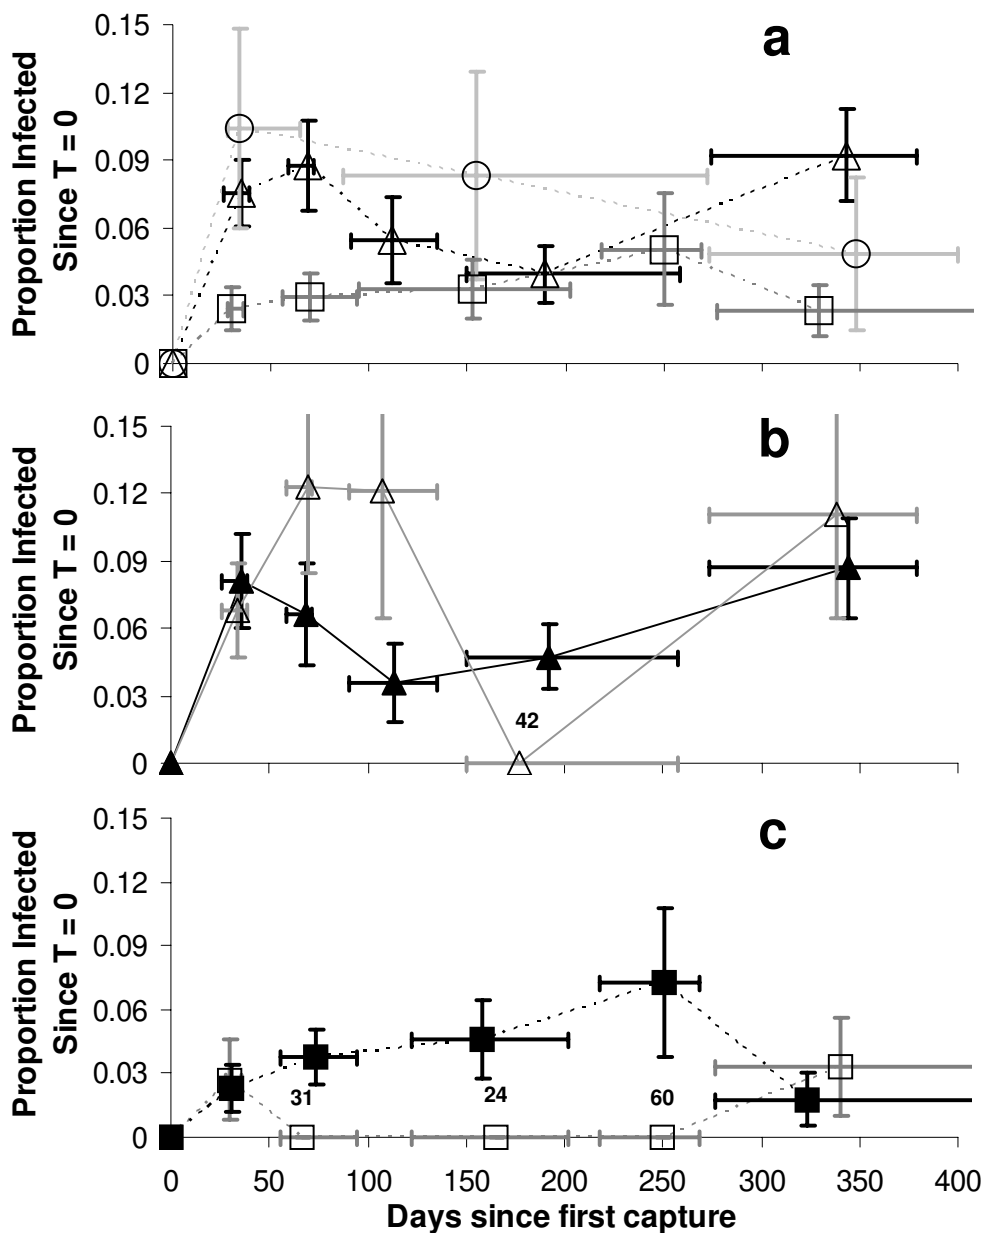 a
Proportion Infected
Since T = 0
0.15
0.12
0.09
0.06
0.03
0
b
Proportion Infected
Since T = 0
0.15
0.12
0.09
0.06
0.03
0
42
c
Proportion Infected
Since T = 0
0.15
0.12
0.09
0.06
0.03
0
31 24 60
0 50 100 150 200 250 300 350 400
Days since first capture